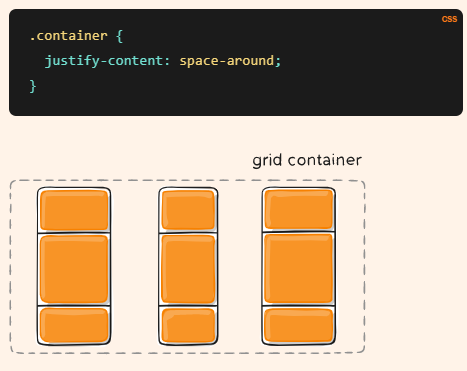 CSS
.container {
justify-content: space-around;
}
grid container